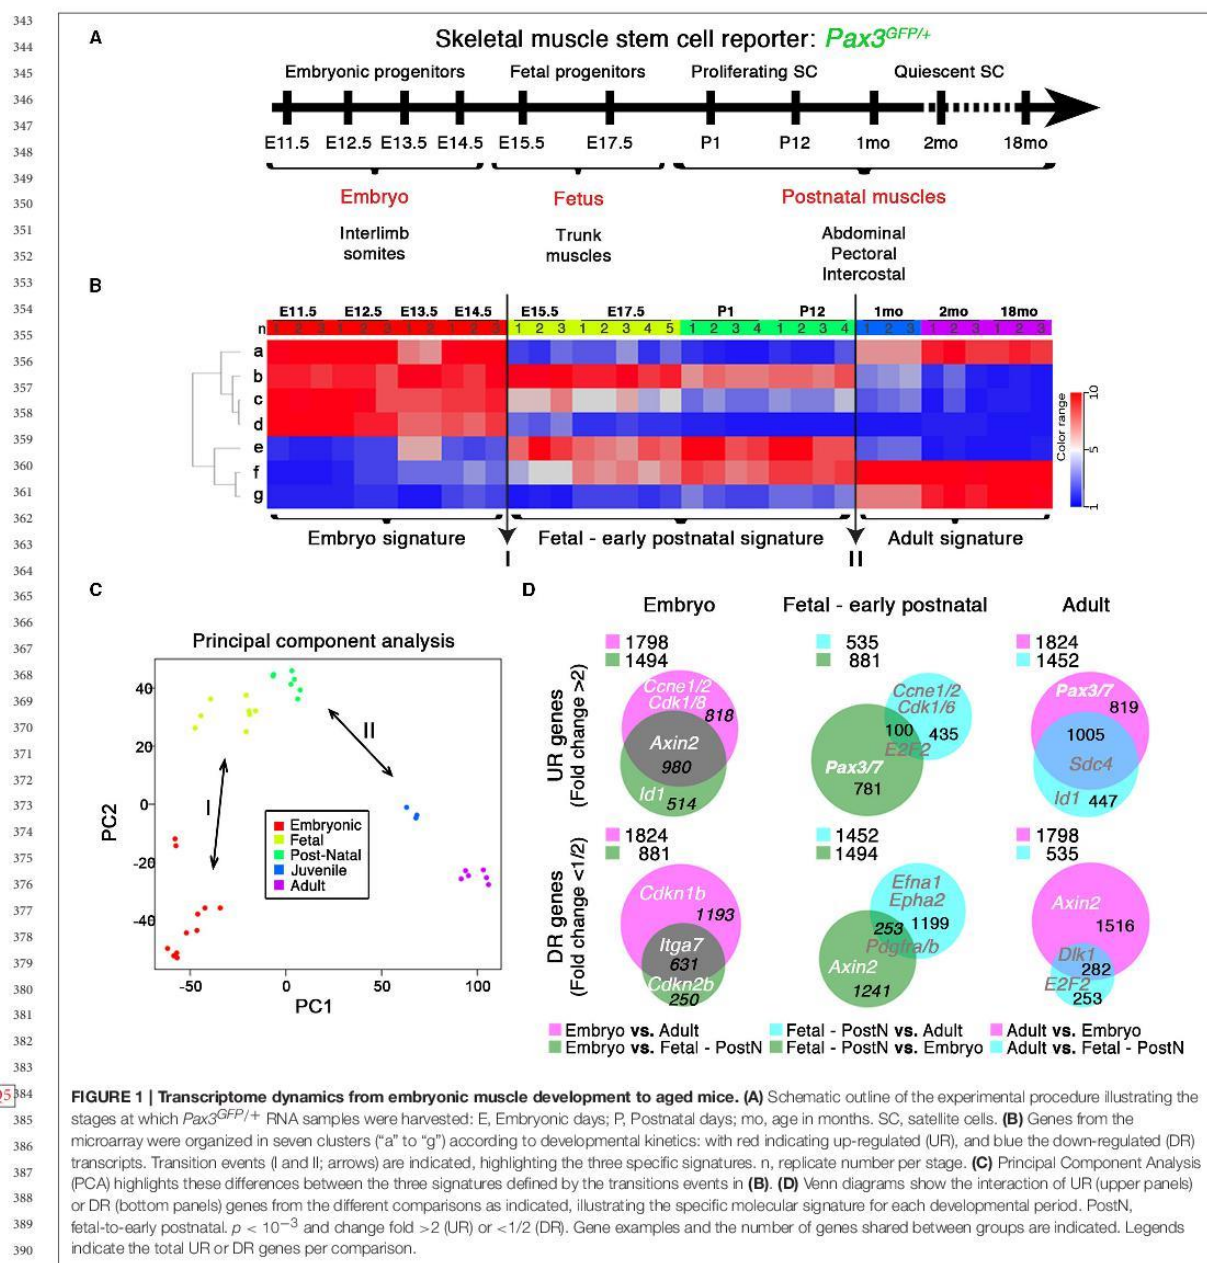 343
344
345
346
347
348
349
350
351
352
353
354
355
356
357
358
359
360
361
362
363
364
365
366
367
368
369
370
371
372
373
374
375
376
377
378
379
380
381
382
383
384
385
386
387
388
389
390
A
Skeletal muscle stem cell reporter: Pax3GFP/+
Embryonic progenitors Fetal progenitors Proliferating SC Quiescent SC
E11.5 E12.5 E13.5 E14.5 E15.5 E17.5 P1 P12 1mo 2mo 18mo
Embryo Fetus Postnatal muscles
Interlimb
somites
Trunk
muscles
Abdominal
Pectoral
Intercostal
B
E11.5 E12.5 E13.5 E14.5 E15.5 E17.5 P1 P12 1mo 2mo 18mo
n 1 2 3 1 2 3 1 2 1 2 3 1 2 3 1 2 3 4 5 1 2 3 4 1 2 3 4 1 2 3 1 2 3 1 2 3
a
b
c
d
e
f
g
Color range
1 5 10
Embryo signature Fetal - early postnatal signature Adult signature
I II
C
Principal component analysis
PC2
40
20
0
-20
-40
I
II
Embryonic
Fetal
Post-Natal
Juvenile
Adult
-50 0 50 100
PC1
D
Embryo Fetal - early postnatal Adult
UR genes
(Fold change >2)
1798
1494
Ccne1/2
Cdk1/8
818
Axin2
980
Id1
514
535
881
Ccne1/2
Cdk1/6
100 435
E2F2
Pax3/7
781
1824
1452
Pax3/7
819
1005
Sdc4
Id1 447
DR genes
(Fold change <1/2)
1824
881
Cdkn1b
1193
Itga7
631
Cdkn2b
250
1452
1494
Efna1
Epha2
253 1199
Pdgfra/b
Axin2
1241
1798
535
Axin2
1516
Dlk1
282
E2F2
253
Embryo vs. Adult Fetal - PostN vs. Adult Adult vs. Embryo
Embryo vs. Fetal - PostN Fetal - PostN vs. Embryo Adult vs. Fetal - PostN
FIGURE 1 | Transcriptome dynamics from embryonic muscle development to aged mice. (A) Schematic outline of the experimental procedure illustrating the
stages at which Pax3GFP/+ RNA samples were harvested: E, Embryonic days; P, Postnatal days; mo, age in months. SC, satellite cells. (B) Genes from the
microarray were organized in seven clusters ("a" to "g") according to developmental kinetics: with red indicating up-regulated (UR), and blue the down-regulated (DR)
transcripts. Transition events (I and II; arrows) are indicated, highlighting the three specific signatures. n, replicate number per stage. (C) Principal Component Analysis
(PCA) highlights these differences between the three signatures defined by the transitions events in (B). (D) Venn diagrams show the interaction of UR (upper panels)
or DR (bottom panels) genes from the different comparisons as indicated, illustrating the specific molecular signature for each developmental period. PostN,
fetal-to-early postnatal. p < 10−3 and change fold >2 (UR) or <1/2 (DR). Gene examples and the number of genes shared between groups are indicated. Legends
indicate the total UR or DR genes per comparison.